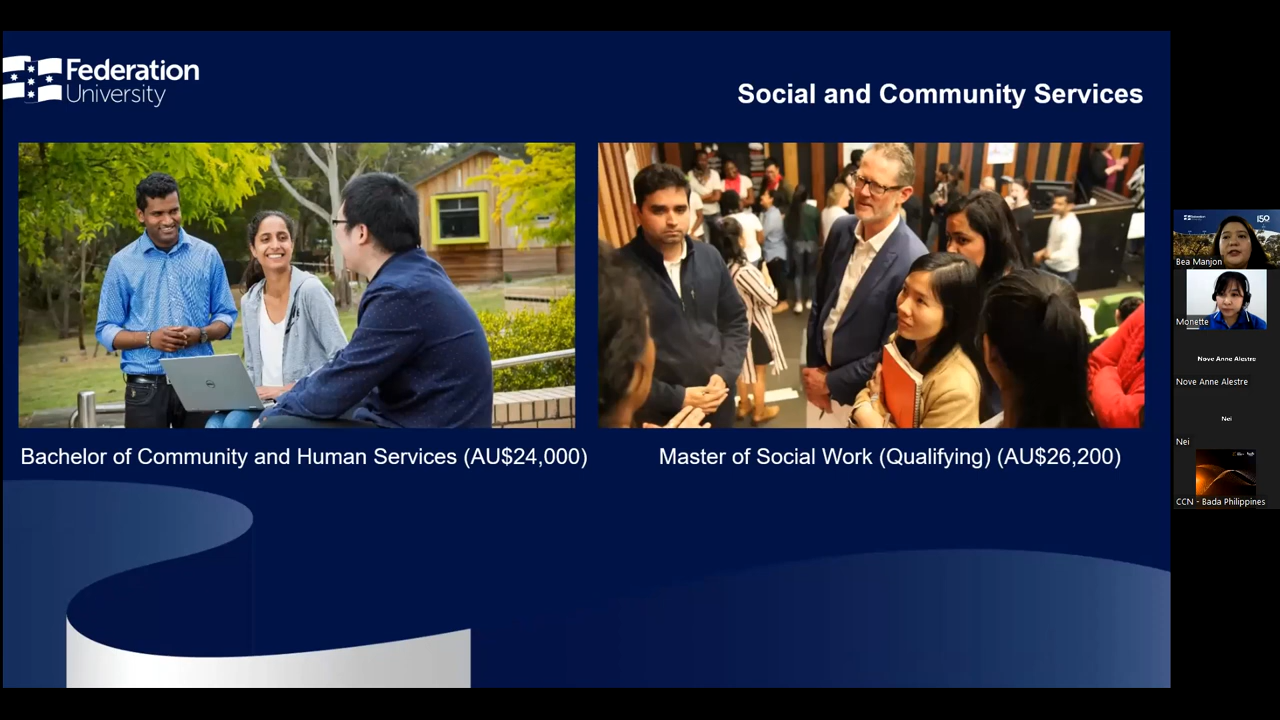 Federation
University
Social and Community Services
Bachelor of Community and Human Services (AU$24,000)
Master of Social Work (Qualifying) (AU$26,200)
Bea Manjon
Monette
Nove Anne Alestre
Nove Anne Alestre
Nei
Nei
CCN - Bada Philippines